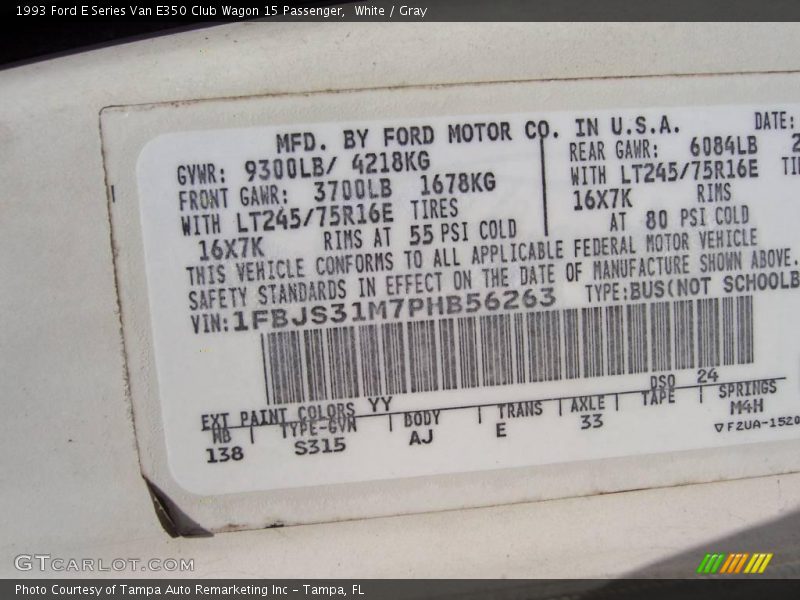 1993 Ford E Series Van E350 Club Wagon 15 Passenger, White / Gray
MFD. BY FORD MOTOR CO. IN U.S.A.
DATE:
GVWR: 9300LB/ 4218KG
FRONT GAWR: 3700LB 1678KG
WITH LT245/75R16E TIRES
16X7K RIMS AT 55 PSI COLD
REAR GAWR: 6084LB 2
WITH LT245/75R16E TI
16X7K RIMS
AT 80 PSI COLD
THIS VEHICLE CONFORMS TO ALL APPLICABLE FEDERAL MOTOR VEHICLE
SAFETY STANDARDS IN EFFECT ON THE DATE OF MANUFACTURE SHOWN ABOVE.
VIN: 1FBJS31M7PHB56263 TYPE:BUS(NOT SCHOOLB
EXT PAINT COLORS YY DSO 24
WB TYPE-GVW BODY TRANS AXLE TAPE SPRINGS
138 S315 AJ E 33 M4H
F2UA-1520
GTCARLOT.COM
Photo Courtesy of Tampa Auto Remarketing Inc - Tampa, FL